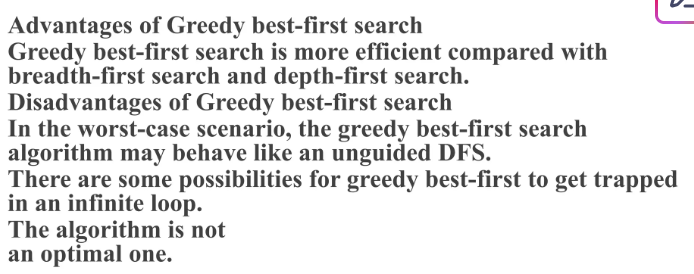 Advantages of Greedy best-first search
Greedy best-first search is more efficient compared with
breadth-first search and depth-first search.
Disadvantages of Greedy best-first search
In the worst-case scenario, the greedy best-first search
algorithm may behave like an unguided DFS.
There are some possibilities for greedy best-first to get trapped
in an infinite loop.
The algorithm is not
an optimal one.